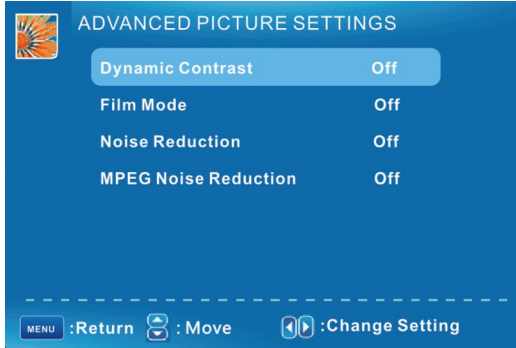 ADVANCED PICTURE SETTINGS
Dynamic Contrast Off
Film Mode Off
Noise Reduction Off
MPEG Noise Reduction Off
MENU :Return : Move :Change Setting